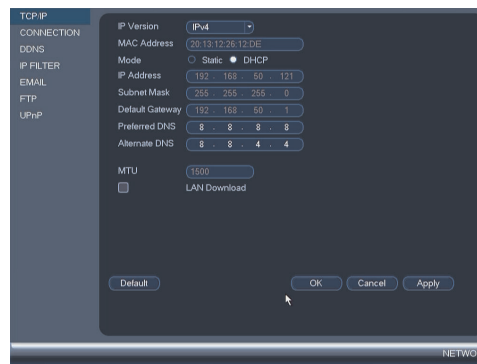 TCP/IP
CONNECTION
DDNS
IP FILTER
EMAIL
FTP
UPnP
IP Version IPv4
MAC Address 20:13:12:26:12:DE
Mode Static DHCP
IP Address 192 . 168 . 50 . 121
Subnet Mask 255 . 255 . 255 . 0
Default Gateway 192 . 168 . 50 . 1
Preferred DNS 8 . 8 . 8 . 8
Alternate DNS 8 . 8 . 4 . 4
MTU 1500
LAN Download
Default OK Cancel Apply
NETWO